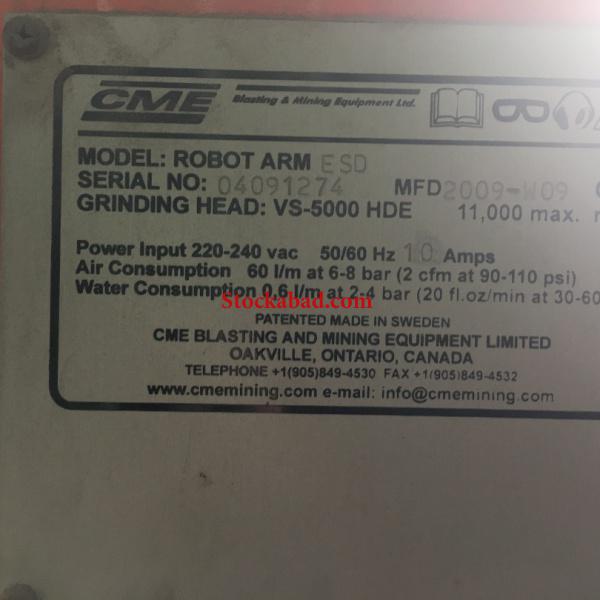 CME Blasting & Mining Equipment Ltd.
MODEL: ROBOT ARM ESD
SERIAL NO: 04091274 MFD 2009-W09
GRINDING HEAD: VS-5000 HDE 11,000 max.
Power Input 220-240 vac 50/60 Hz 10 Amps
Air Consumption 60 l/m at 6-8 bar (2 cfm at 90-110 psi)
Water Consumption 0,6 l/m at 2-4 bar (20 fl.oz/min at 30-60
Stockabad.com
PATENTED MADE IN SWEDEN
CME BLASTING AND MINING EQUIPMENT LIMITED
OAKVILLE, ONTARIO, CANADA
TELEPHONE +1(905)849-4530 FAX +1(905)849-4532
www.cmemining.com e-mail: info@cmemining.com